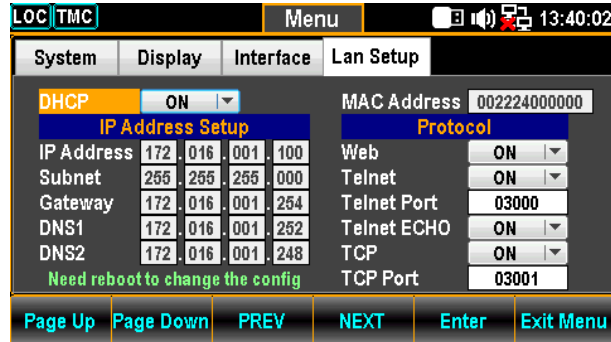 LOC TMC Menu 13:40:02
System Display Interface Lan Setup
DHCP ON MAC Address 002224000000
IP Address Setup Protocol
IP Address 172 . 016 . 001 . 100 Web ON
Subnet 255 . 255 . 255 . 000 Telnet ON
Gateway 172 . 016 . 001 . 254 Telnet Port 03000
DNS1 172 . 016 . 001 . 252 Telnet ECHO ON
DNS2 172 . 016 . 001 . 248 TCP ON
Need reboot to change the config TCP Port 03001
Page Up Page Down PREV NEXT Enter Exit Menu